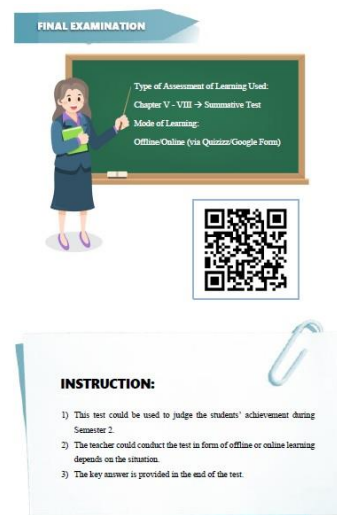 FINAL EXAMINATION
Type of Assessment of Learning Used:
Chapter V - VIII → Summative Test
Mode of Learning:
Offline/Online (via Quizizz/Google Form)
INSTRUCTION:
1) This test could be used to judge the students' achievement during
Semester 2.
2) The teacher could conduct the test in form of offline or online learning
depends on the situation.
3) The key answer is provided in the end of the test.